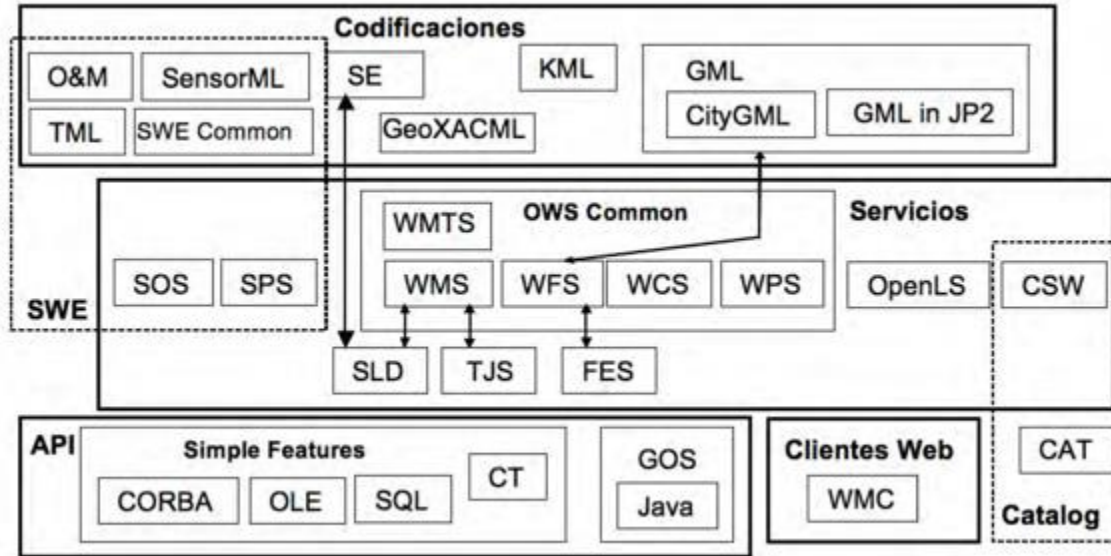 Codificaciones
O&M
SensorML
SE
KML
GML
TML
SWE Common
GeoXACML
CityGML
GML in JP2
OWS Common
Servicios
WMTS
SOS
SPS
WMS
WFS
WCS
WPS
OpenLS
CSW
SWE
SLD
TJS
FES
API
Simple Features
CORBA
OLE
SQL
CT
GOS
Java
Clientes Web
WMC
CAT
Catalog